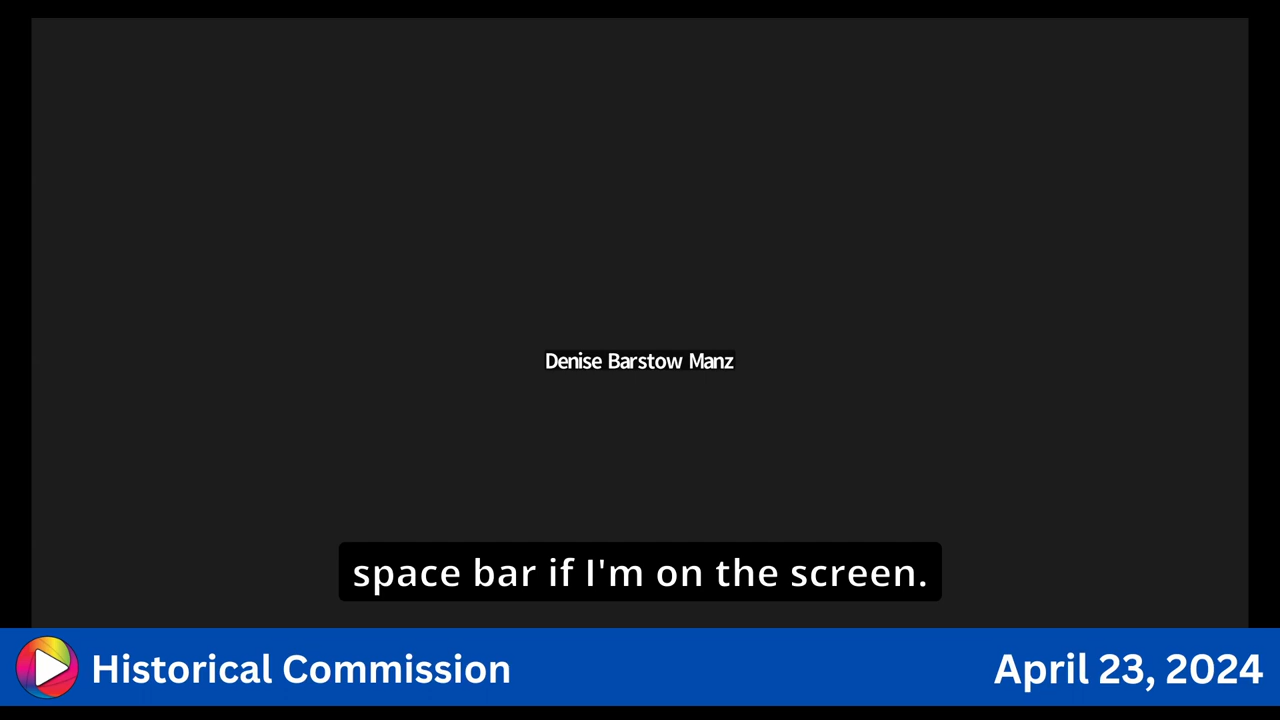 Denise Barstow Manz
space bar if I'm on the screen.
Historical Commission
April 23, 2024